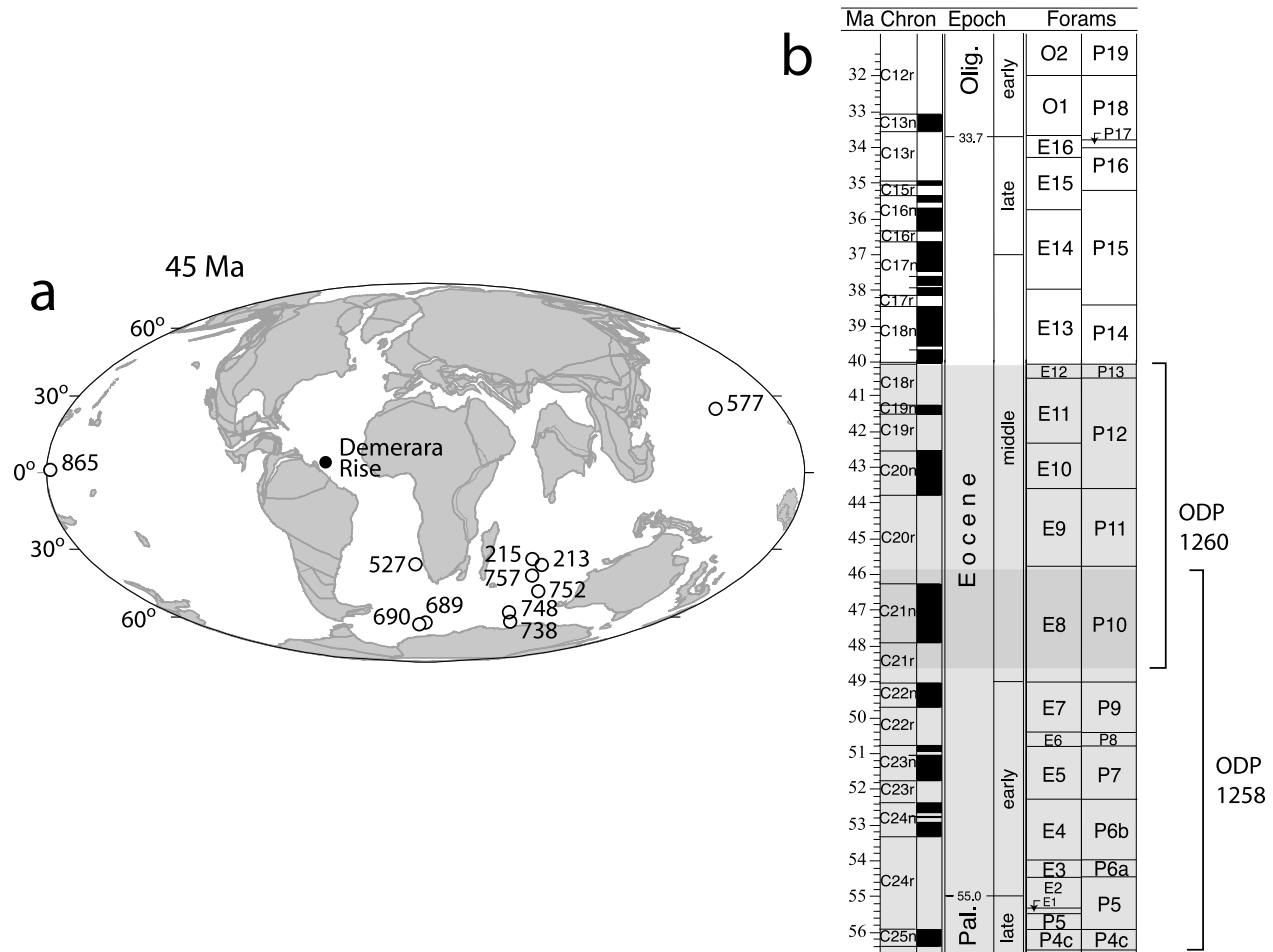 a
45 Ma
60º
30º
0º
30º
60º
865
577
Demerara
Rise
527
215
213
757
752
690
689
748
738
b
Ma Chron Epoch Forams
32
33
34
35
36
37
38
39
40
41
42
43
44
45
46
47
48
49
50
51
52
53
54
55
56
C12r
C13n
C13r
C15r
C16n
C16r
C17n
C17r
C18n
C18r
C19n
C19r
C20n
C20r
C21n
C21r
C22n
C22r
C23n
C23r
C24n
C24r
C25n
Olig.
33.7
Eocene
55.0
Pal.
early
late
middle
early
late
O2
O1
E16
E15
E14
E13
E12
E11
E10
E9
E8
E7
E6
E5
E4
E3
E2
E1
P5
P4c
P19
P18
P17
P16
P15
P14
P13
P12
P11
P10
P9
P8
P7
P6b
P6a
P5
P4c
ODP
1260
ODP
1258